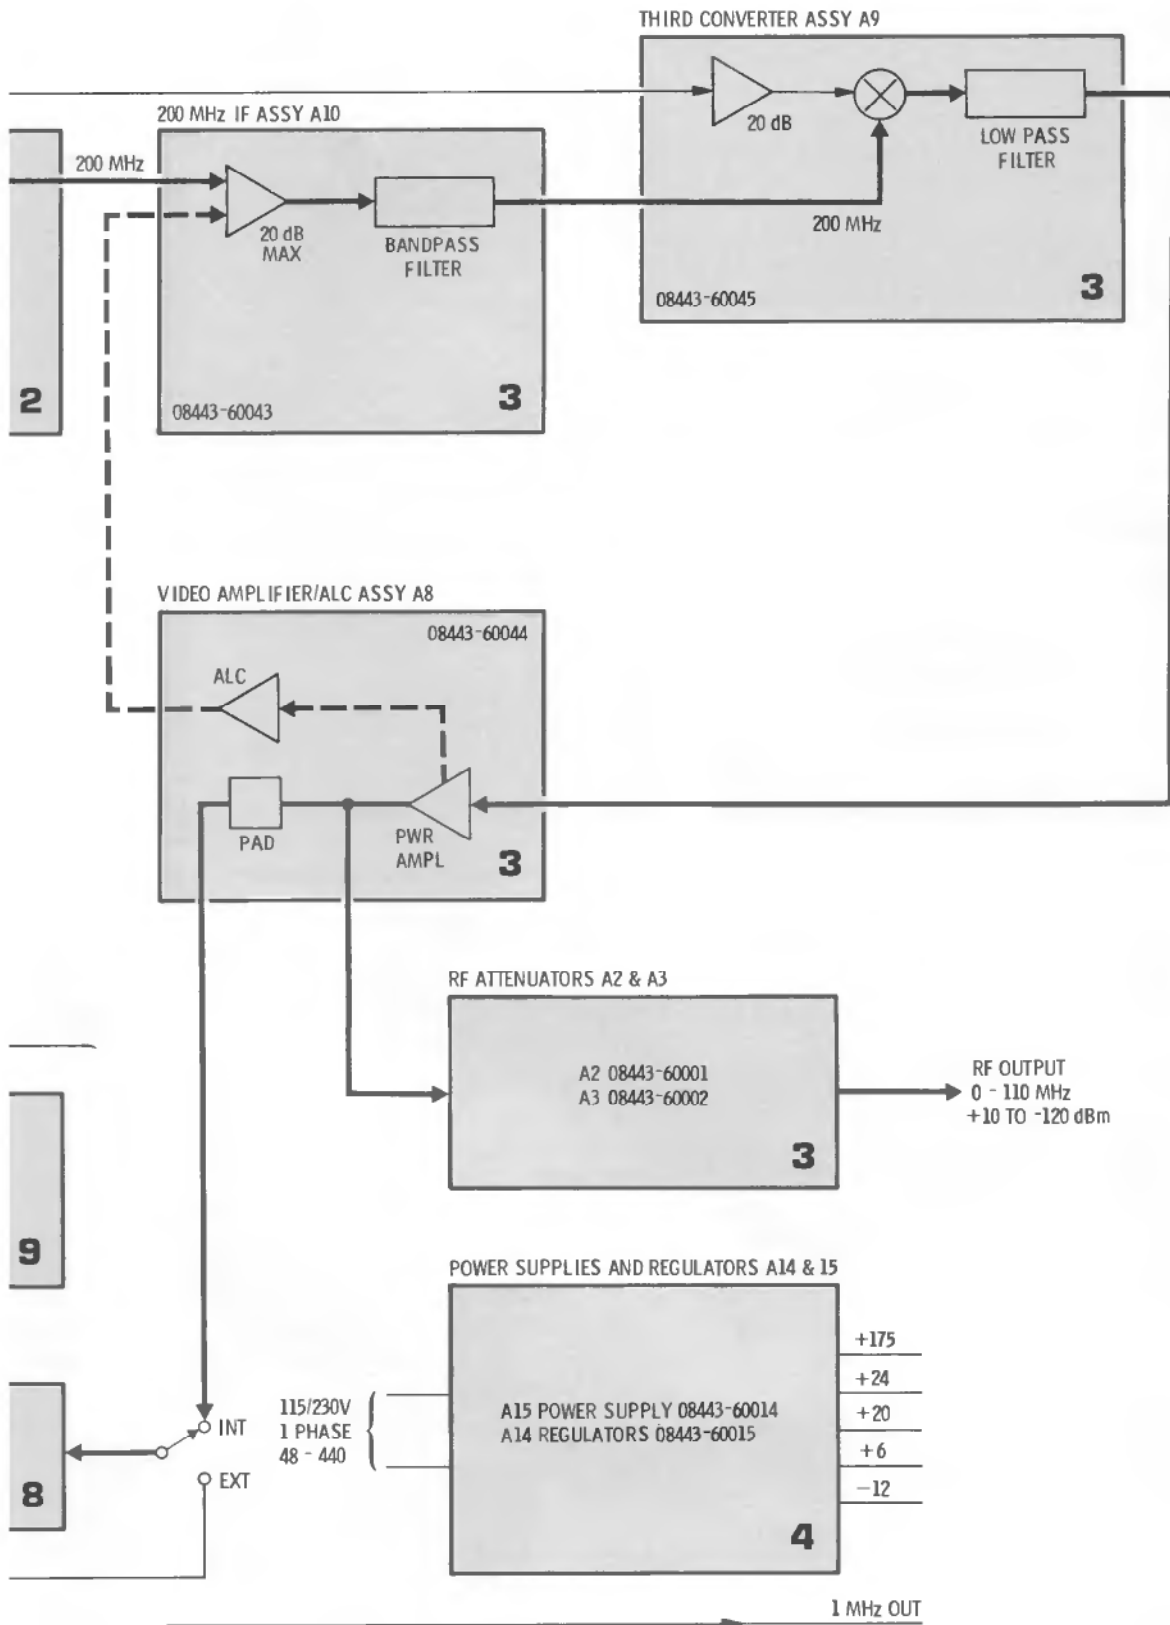 THIRD CONVERTER ASSY A9
20 dB
LOW PASS
FILTER
200 MHz
08443-60045
3
200 MHz IF ASSY A10
200 MHz
20 dB
MAX
BANDPASS
FILTER
2
08443-60043
3
VIDEO AMPLIFIER/ALC ASSY A8
08443-60044
ALC
PAD
PWR
AMPL
3
RF ATTENUATORS A2 & A3
A2 08443-60001
A3 08443-60002
3
RF OUTPUT
0 - 110 MHz
+10 TO -120 dBm
9
POWER SUPPLIES AND REGULATORS A14 & 15
115/230V
1 PHASE
48 - 440
A15 POWER SUPPLY 08443-60014
A14 REGULATORS 08443-60015
+175
+24
+20
+6
-12
4
INT
EXT
8
1 MHz OUT